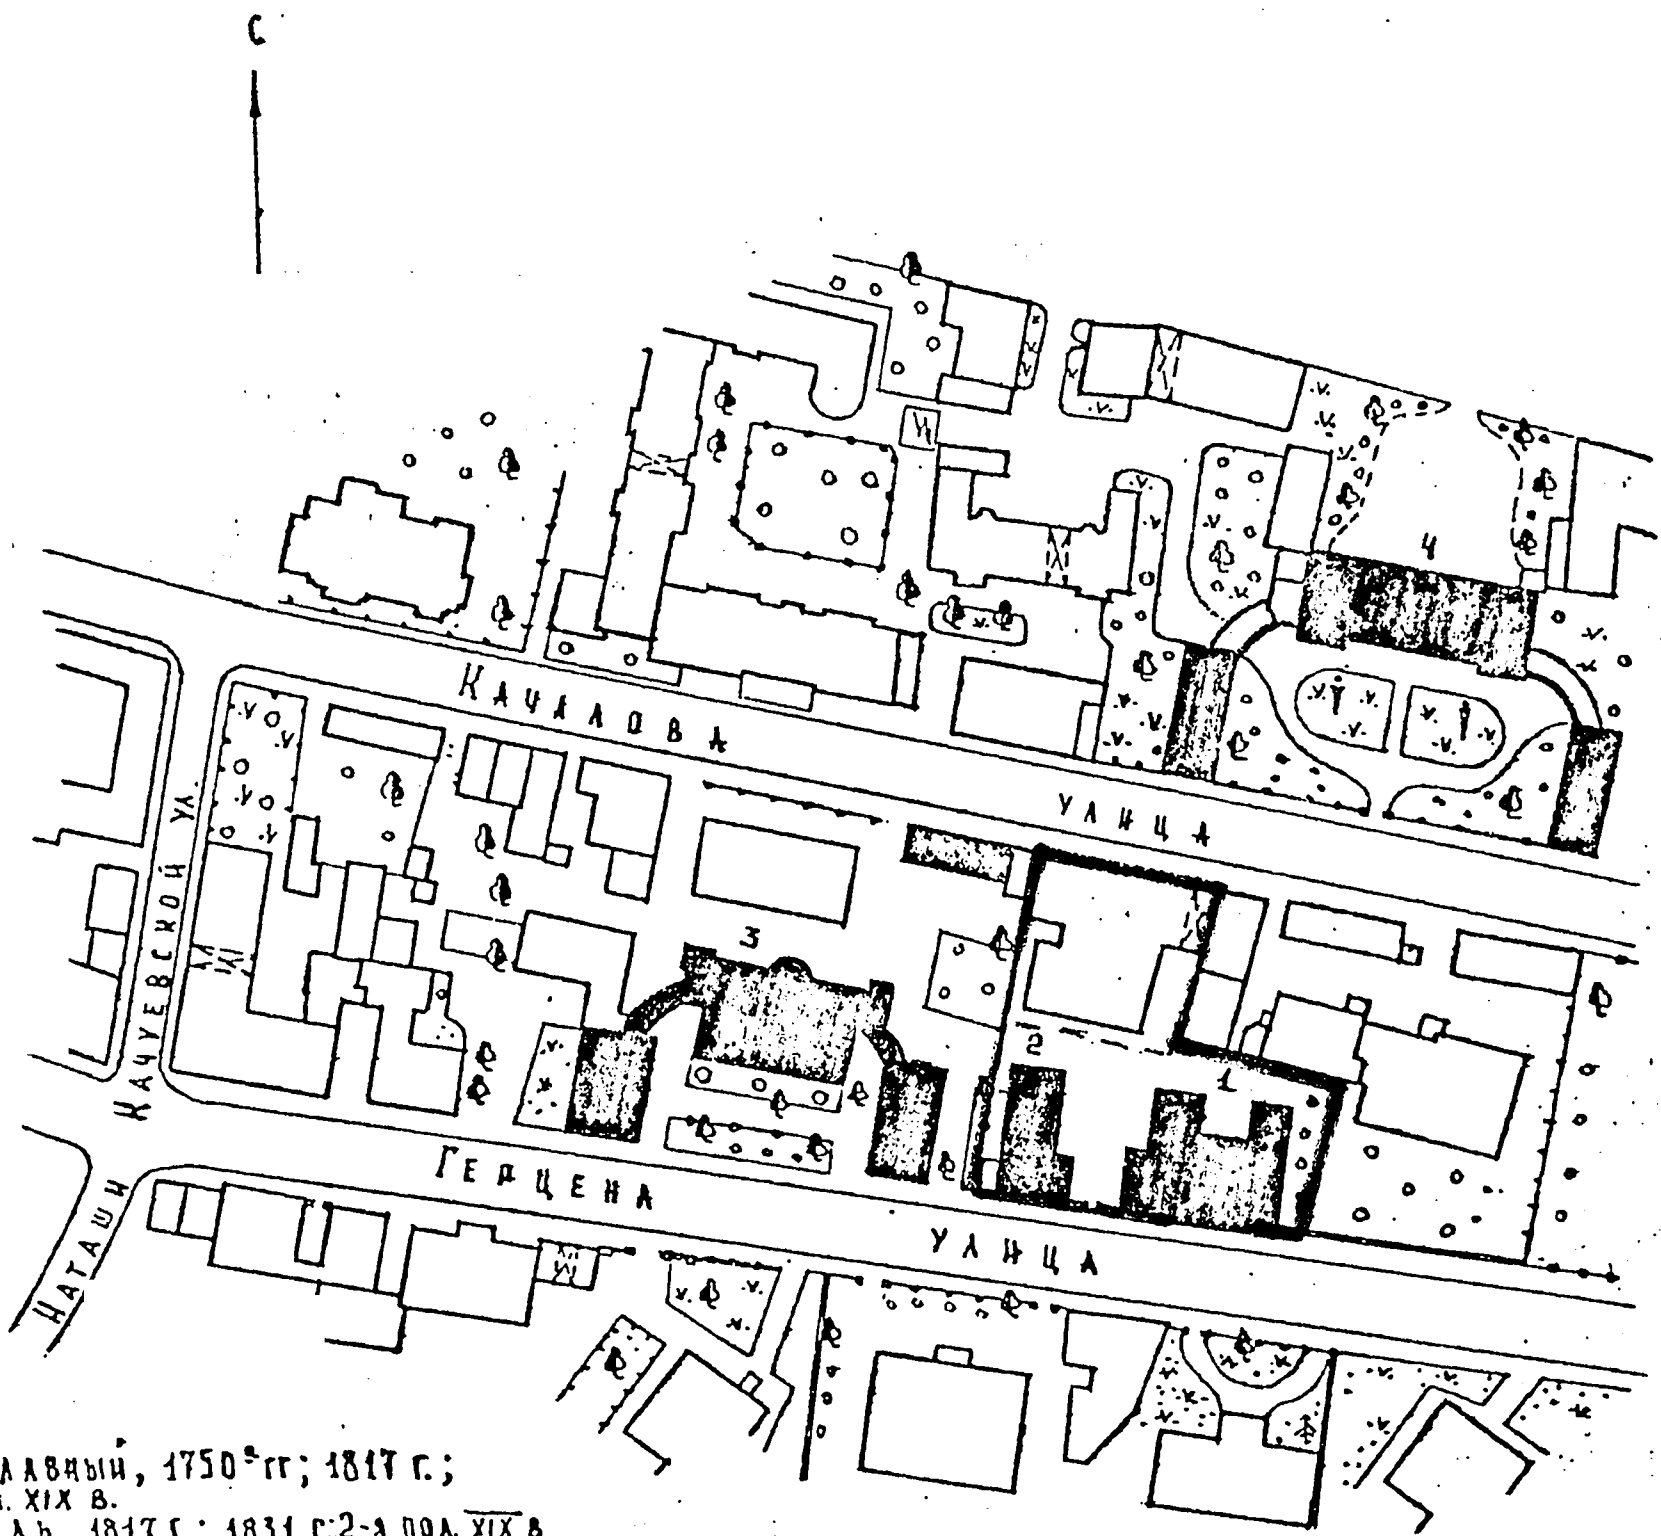 С
4
КАЧАЛОВА
УЛИЦА
КАЧУЕВСКОЙ УЛ.
3
2
1
ГЕРЦЕНА
УЛИЦА
НАТАШИ
ЛАВНЫЙ, 1750ᵉ гг; 1817 г.;
XIX В.
1817 г.; 1831 г; 2-я ПОЛ. XIX В